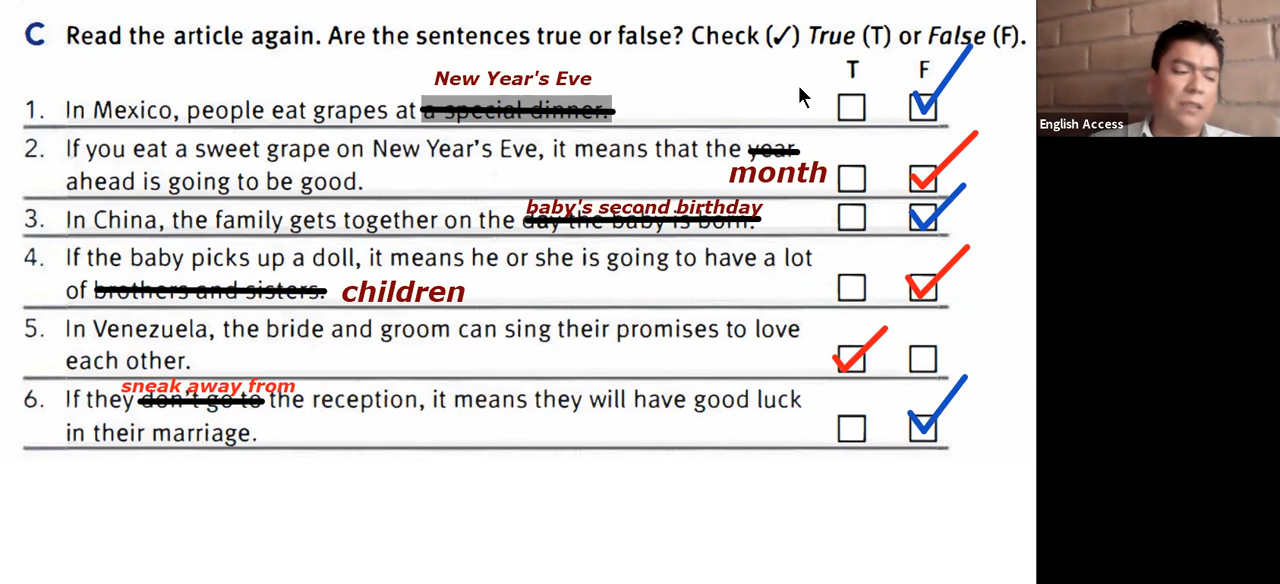 C Read the article again. Are the sentences true or false? Check (✓) True (T) or False (F).
T F
New Year's Eve
1. In Mexico, people eat grapes at a special dinner.
2. If you eat a sweet grape on New Year's Eve, it means that the year
month
ahead is going to be good.
baby's second birthday
3. In China, the family gets together on the day the baby is born.
4. If the baby picks up a doll, it means he or she is going to have a lot
of brothers and sisters. children
5. In Venezuela, the bride and groom can sing their promises to love
each other.
sneak away from
6. If they don't go to the reception, it means they will have good luck
in their marriage.
English Access